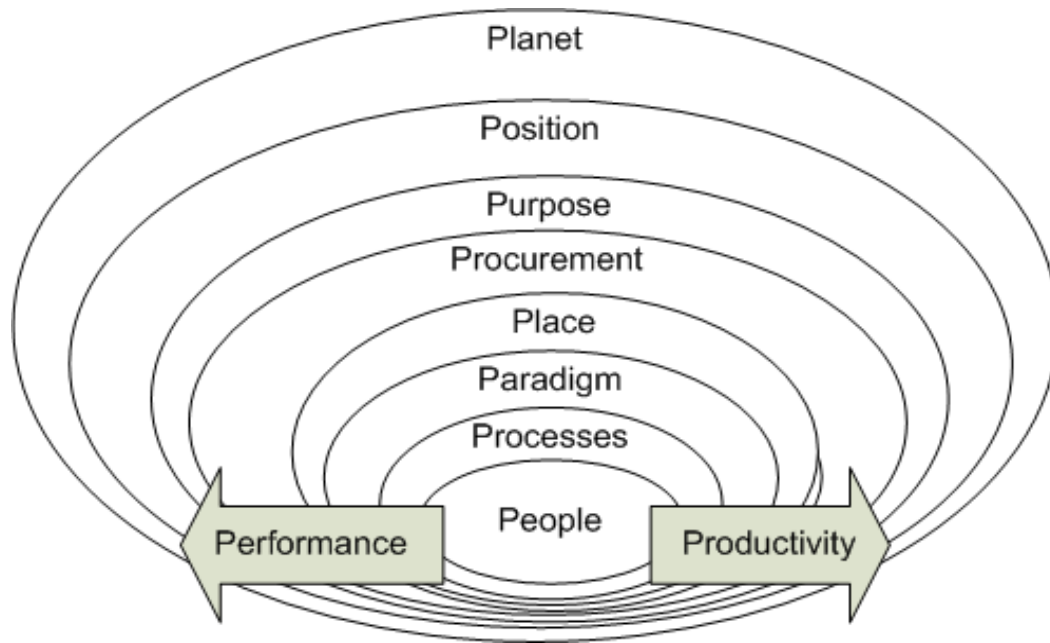 Planet
Position
Purpose
Procurement
Place
Paradigm
Processes
People
Performance
Productivity